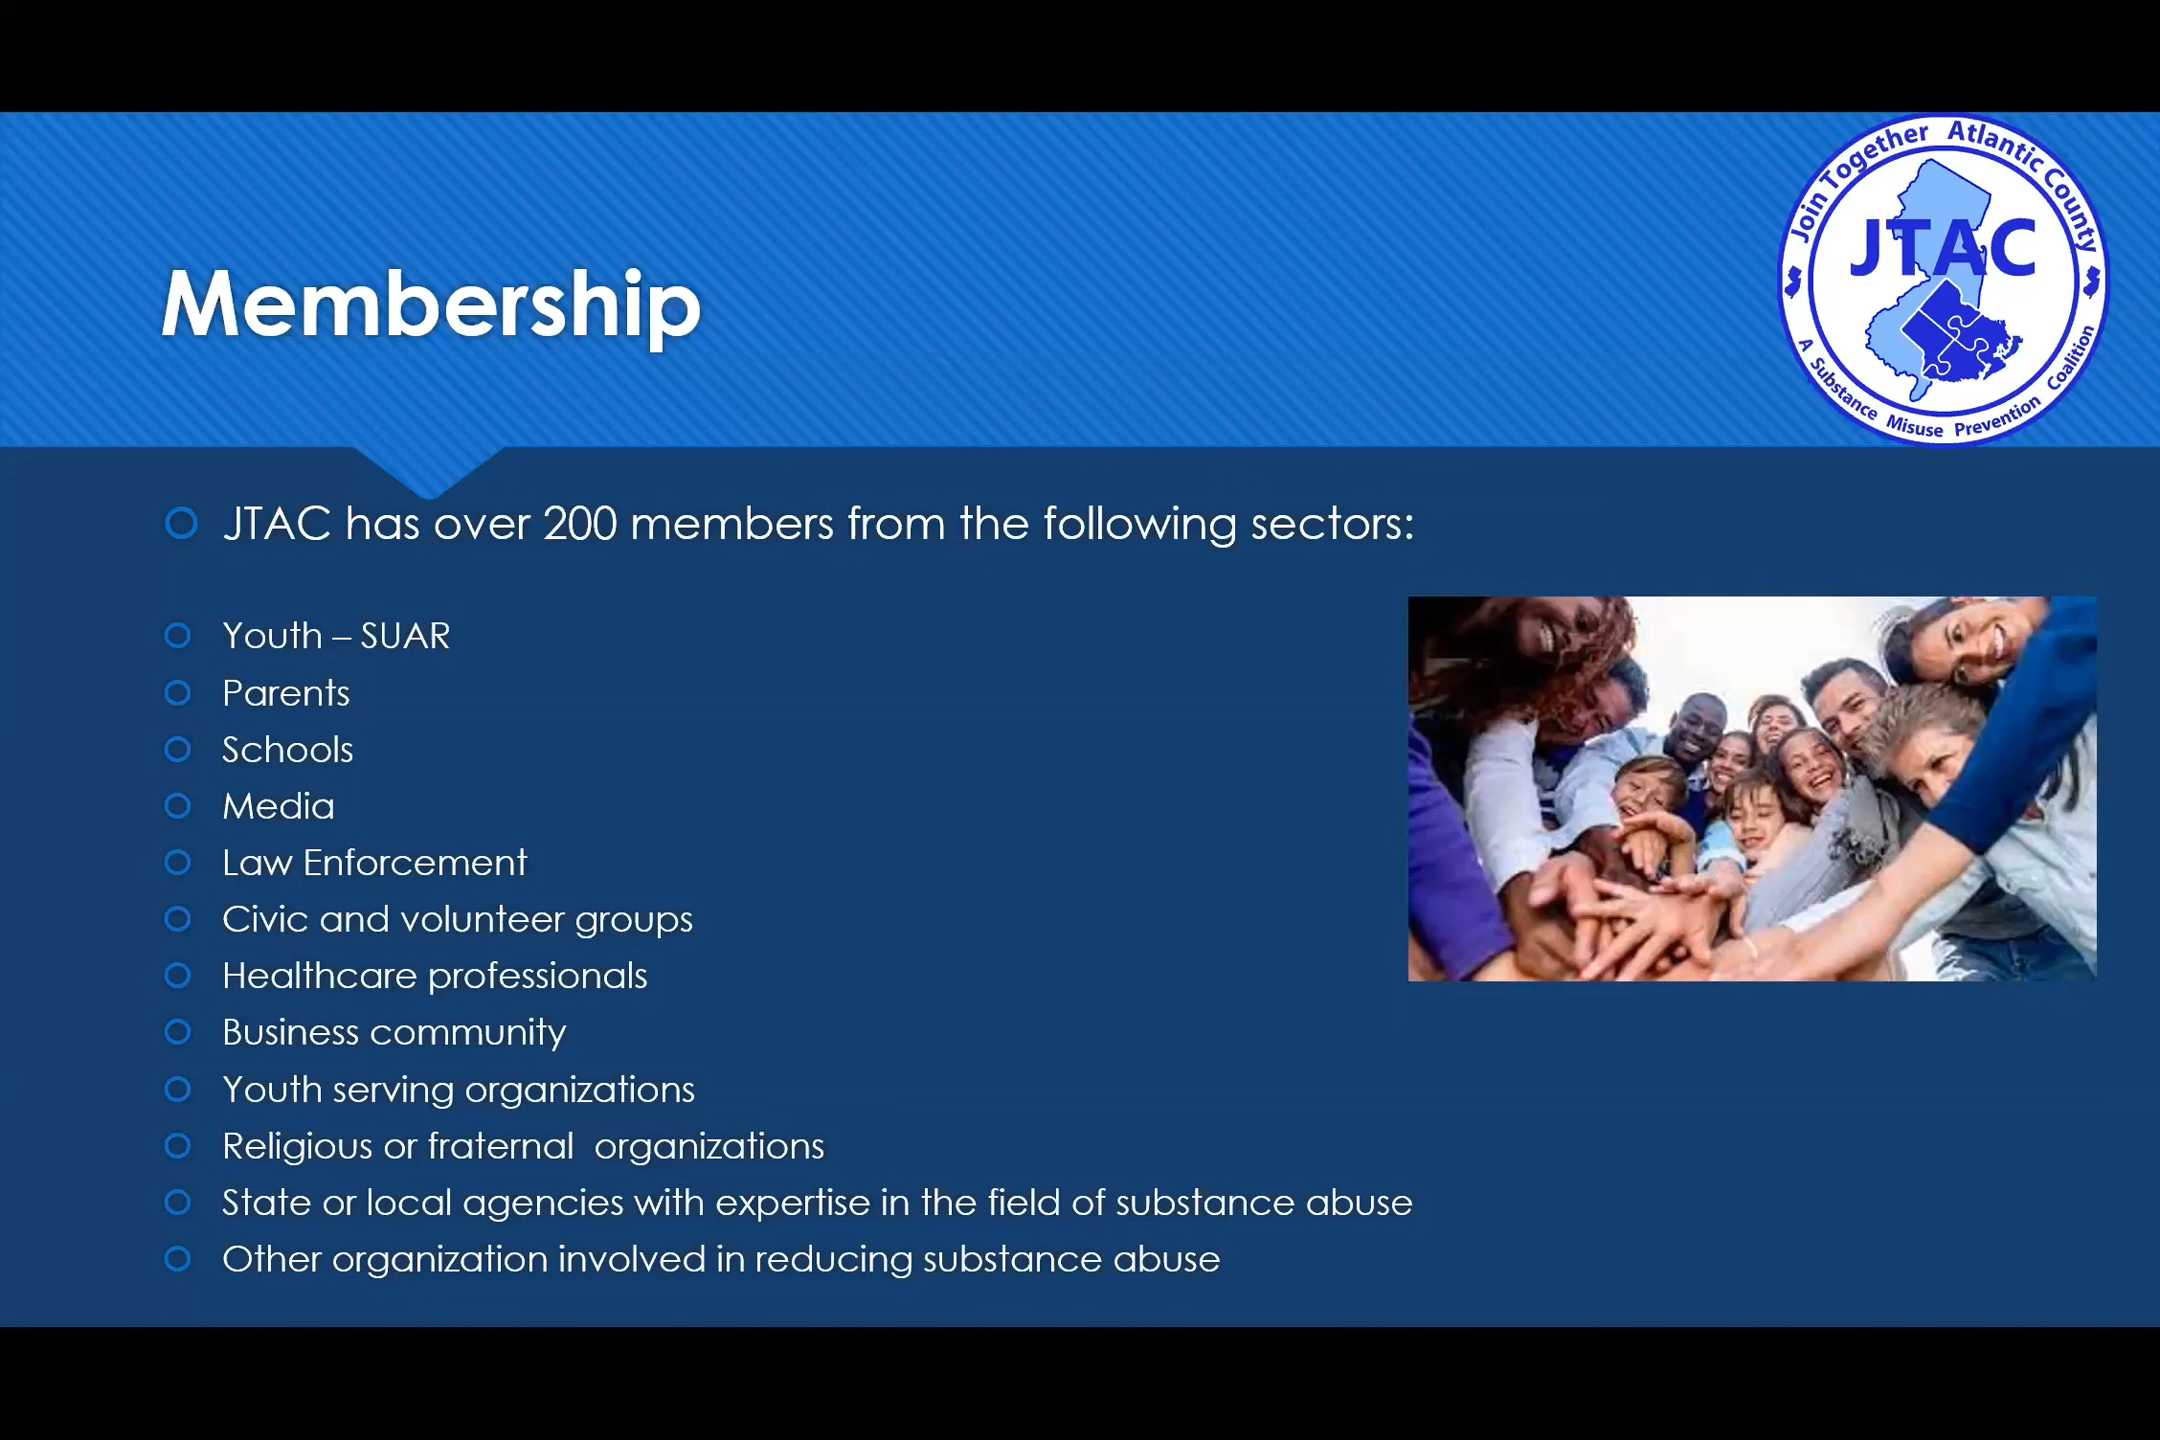 Join Together Atlantic County
JTAC
A Substance Misuse Prevention Coalition
Membership
JTAC has over 200 members from the following sectors:
Youth – SUAR
Parents
Schools
Media
Law Enforcement
Civic and volunteer groups
Healthcare professionals
Business community
Youth serving organizations
Religious or fraternal  organizations
State or local agencies with expertise in the field of substance abuse
Other organization involved in reducing substance abuse